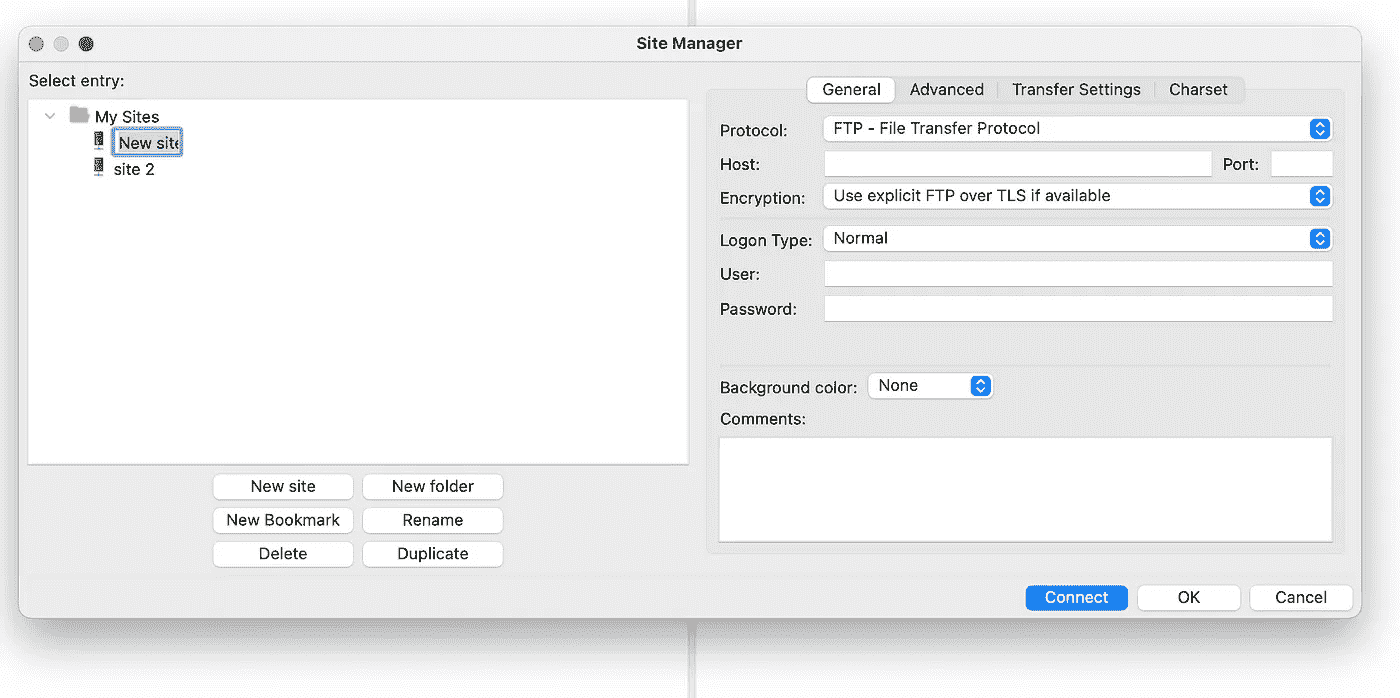 Site Manager
Select entry:
My Sites
New site
site 2
New site New folder
New Bookmark Rename
Delete Duplicate
General Advanced Transfer Settings Charset
Protocol: FTP - File Transfer Protocol
Host: Port:
Encryption: Use explicit FTP over TLS if available
Logon Type: Normal
User:
Password:
Background color: None
Comments:
Connect OK Cancel